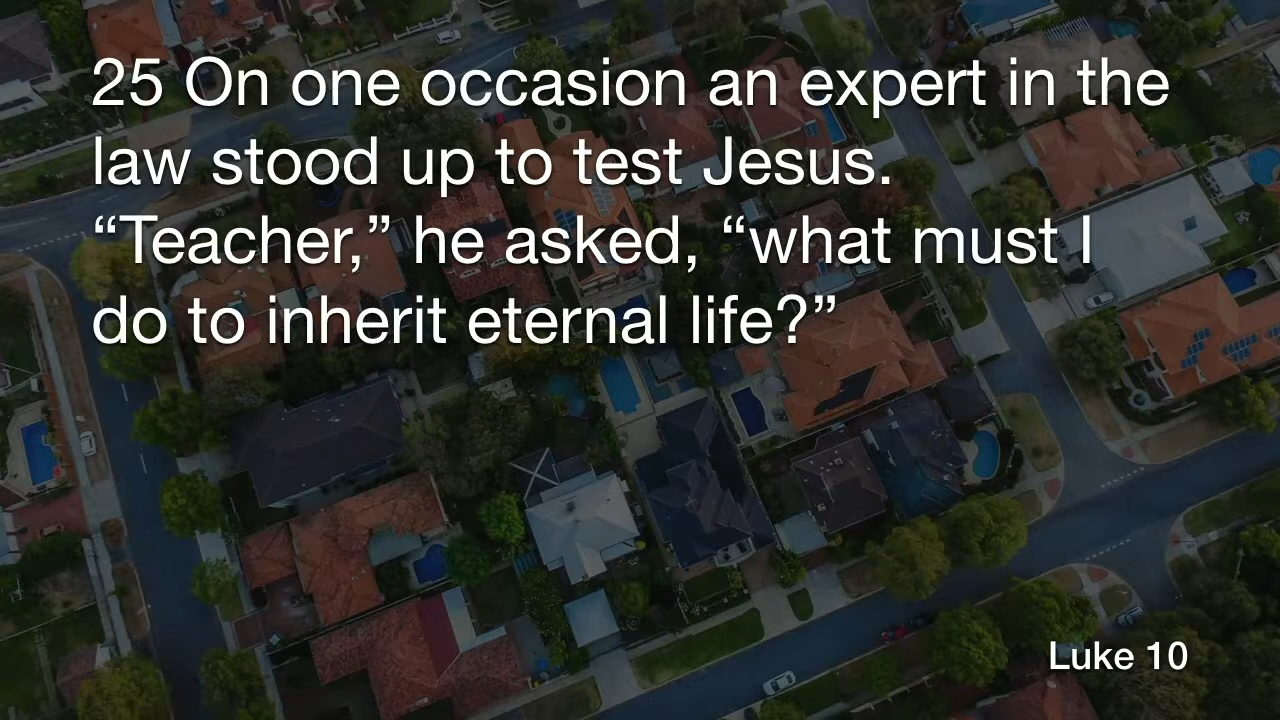 25 On one occasion an expert in the
law stood up to test Jesus.
“Teacher,” he asked, “what must I
do to inherit eternal life?”
Luke 10